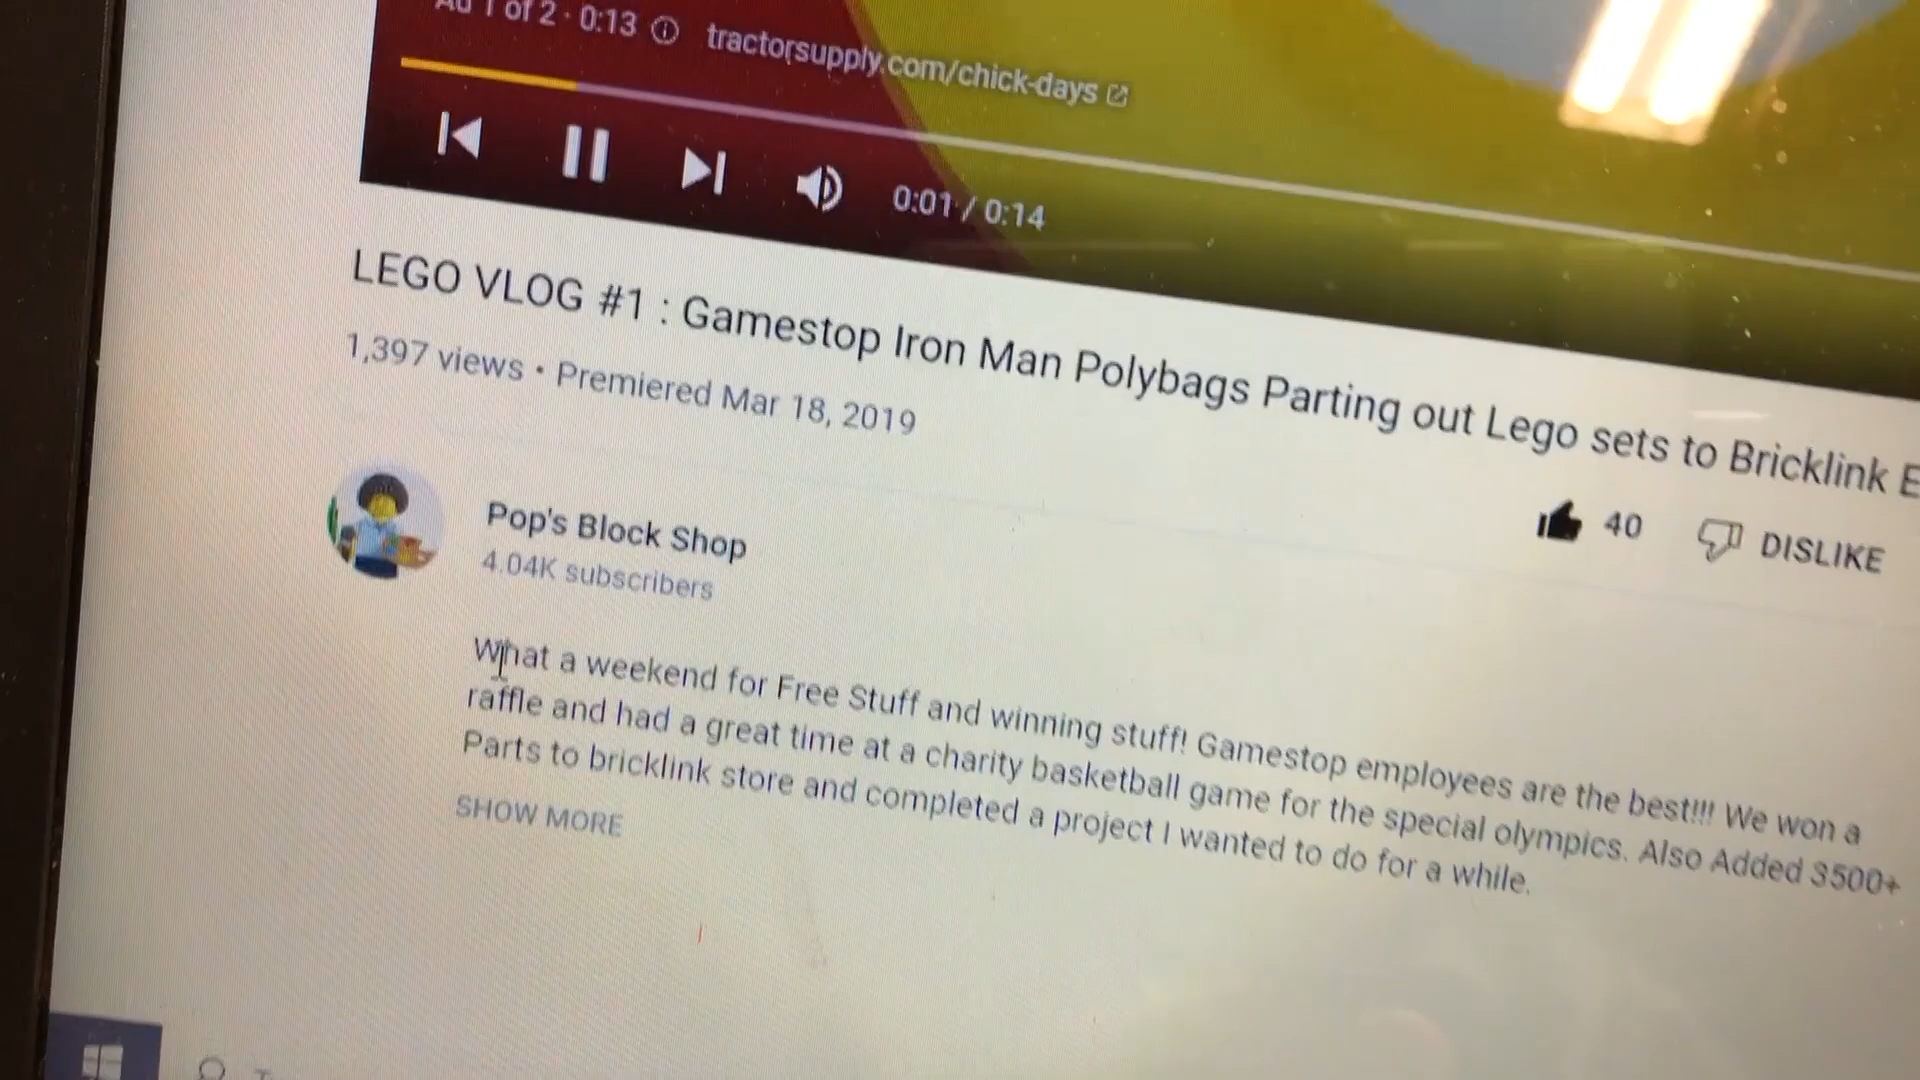 Ad 1 of 2 · 0:13 tractorsupply.com/chick-days
0:01 / 0:14
LEGO VLOG #1 : Gamestop Iron Man Polybags Parting out Lego sets to Bricklink E
1,397 views • Premiered Mar 18, 2019
40 DISLIKE
Pop's Block Shop
4.04K subscribers
What a weekend for Free Stuff and winning stuff! Gamestop employees are the best!!! We won a
raffle and had a great time at a charity basketball game for the special olympics. Also Added 3500+
Parts to bricklink store and completed a project I wanted to do for a while.
SHOW MORE